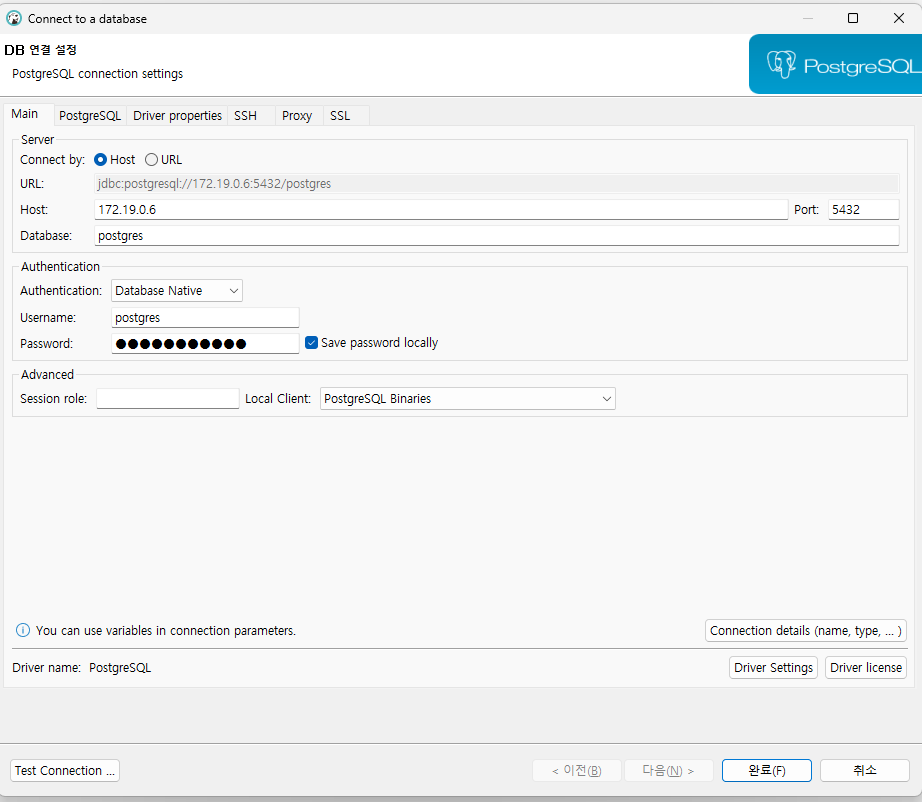 Connect to a database
DB 연결 설정
PostgreSQL connection settings
PostgreSQL
Main PostgreSQL Driver properties SSH Proxy SSL
Server
Connect by: Host URL
URL: jdbc:postgresql://172.19.0.6:5432/postgres
Host: 172.19.0.6 Port: 5432
Database: postgres
Authentication
Authentication: Database Native
Username: postgres
Password: ●●●●●●●●●●● Save password locally
Advanced
Session role: Local Client: PostgreSQL Binaries
You can use variables in connection parameters. Connection details (name, type, ... )
Driver name: PostgreSQL Driver Settings Driver license
Test Connection ... < 이전(B) 다음(N) > 완료(F) 취소